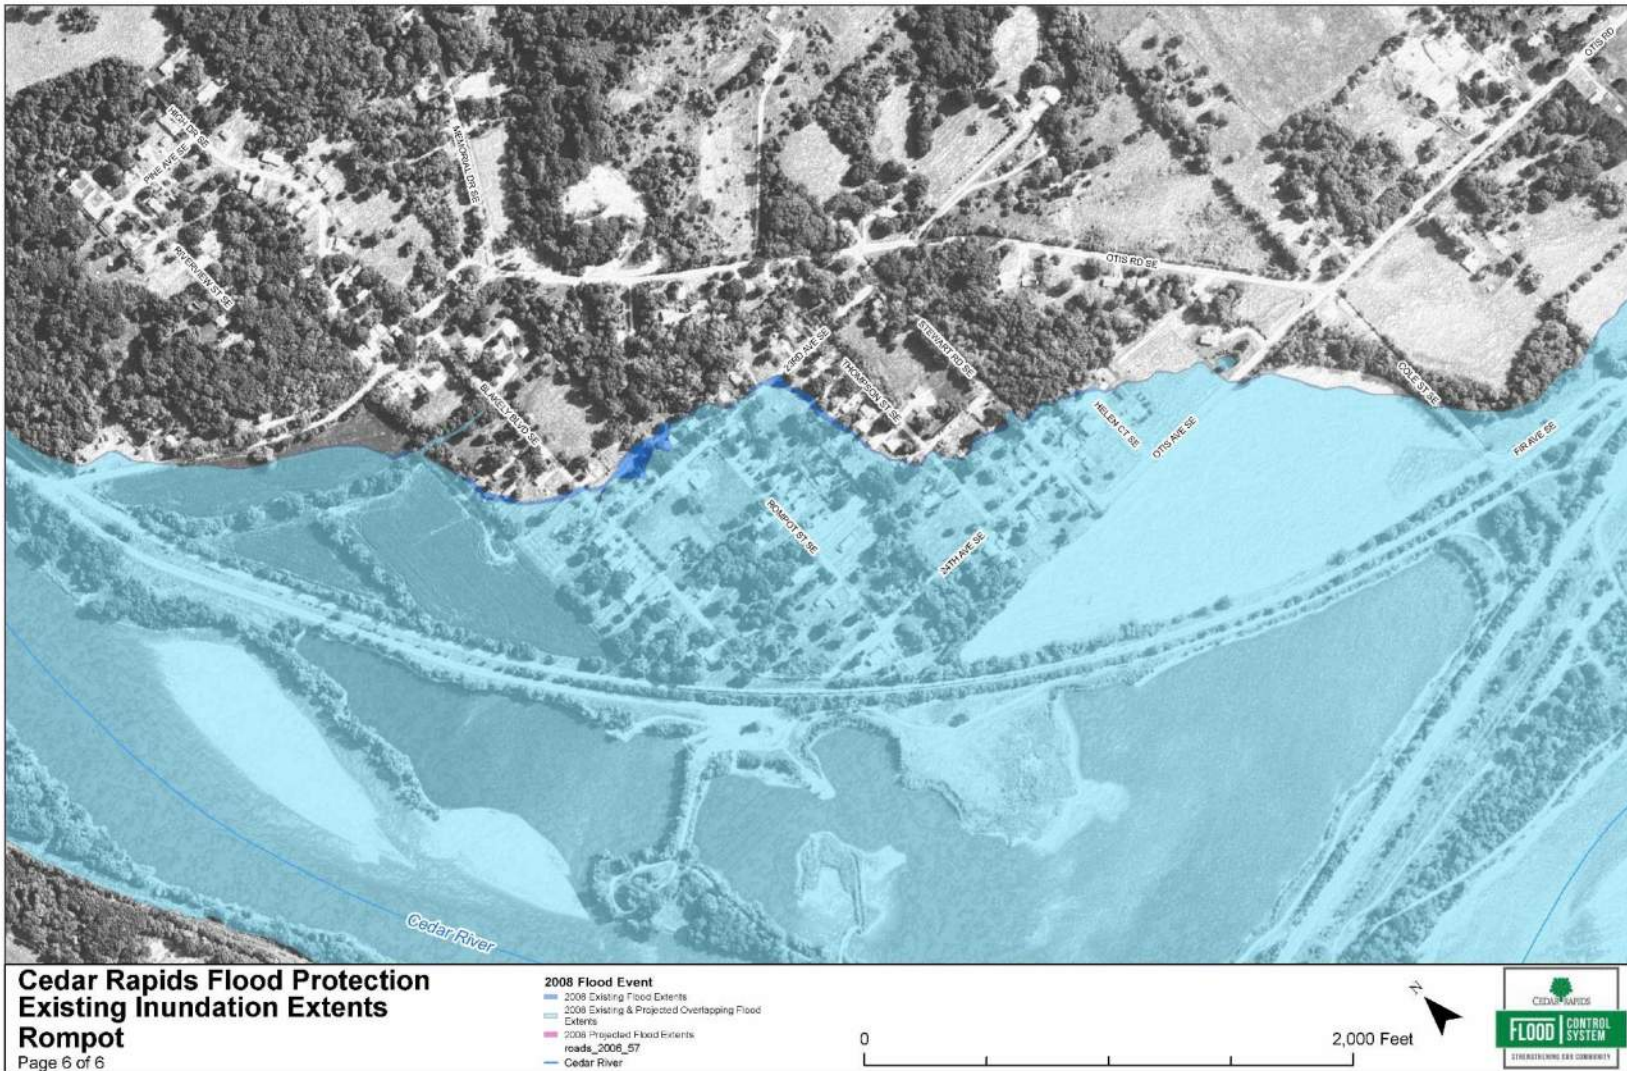 OTIS RD
HIGH DR SE
PINE AVE SE
MEMORIAL DR SE
RIVERVIEW ST SE
OTIS RD SE
23RD AVE SE
STEWART RD SE
THOMPSON ST SE
BLAKELY BLVD SE
COLE ST SE
HELEN CT SE
OTIS AVE SE
FIR AVE SE
ROMPOT ST SE
24TH AVE SE
Cedar River
Cedar Rapids Flood Protection
Existing Inundation Extents
Rompot
Page 6 of 6
2008 Flood Event
2008 Existing Flood Extents
2008 Existing & Projected Overlapping Flood
Extents
2008 Projected Flood Extents
roads_2006_57
Cedar River
0
2,000 Feet
N
CEDAR RAPIDS
FLOOD
CONTROL
SYSTEM
STRENGTHENING OUR COMMUNITY